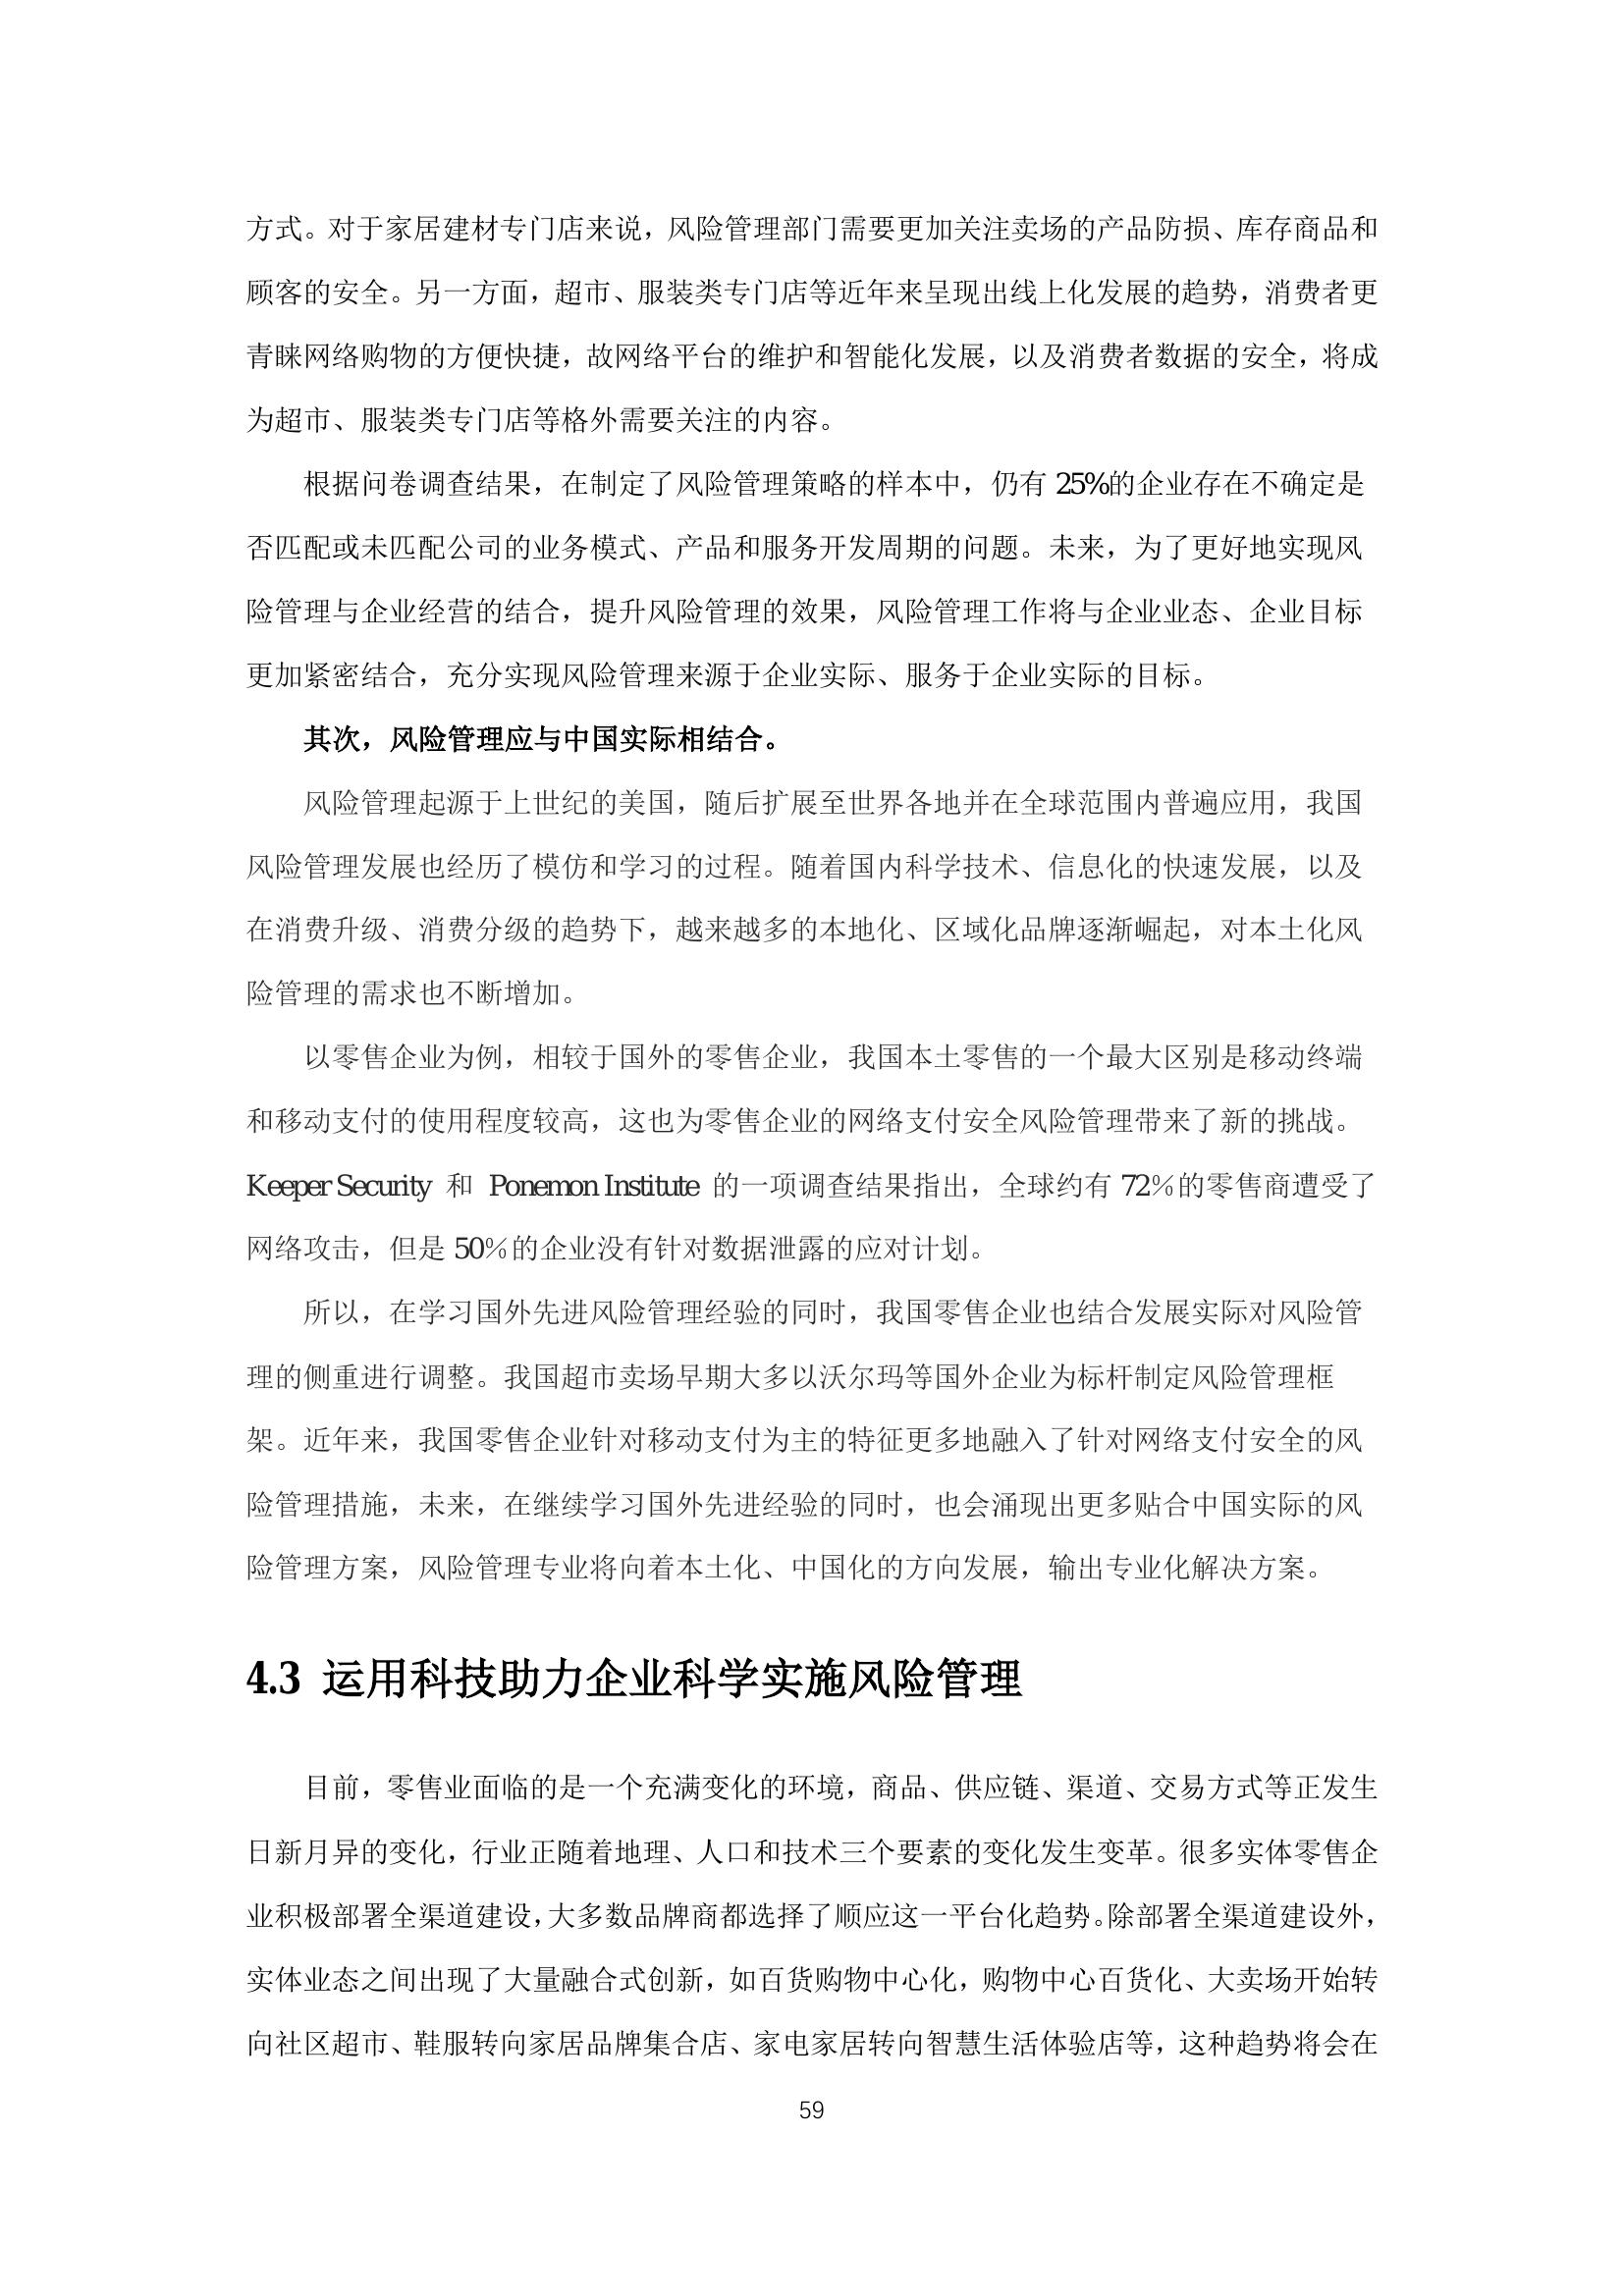 方式。对于家居建材专门店来说，风险管理部门需要更加关注卖场的产品防损、库存商品和
顾客的安全。另一方面，超市、服装类专门店等近年来呈现出线上化发展的趋势，消费者更
青睐网络购物的方便快捷，故网络平台的维护和智能化发展，以及消费者数据的安全，将成
为超市、服装类专门店等格外需要关注的内容。
根据问卷调查结果，在制定了风险管理策略的样本中，仍有 25%的企业存在不确定是
否匹配或未匹配公司的业务模式、产品和服务开发周期的问题。未来，为了更好地实现风
险管理与企业经营的结合，提升风险管理的效果，风险管理工作将与企业业态、企业目标
更加紧密结合，充分实现风险管理来源于企业实际、服务于企业实际的目标。
其次，风险管理应与中国实际相结合。
风险管理起源于上世纪的美国，随后扩展至世界各地并在全球范围内普遍应用，我国
风险管理发展也经历了模仿和学习的过程。随着国内科学技术、信息化的快速发展，以及
在消费升级、消费分级的趋势下，越来越多的本地化、区域化品牌逐渐崛起，对本土化风
险管理的需求也不断增加。
以零售企业为例，相较于国外的零售企业，我国本土零售的一个最大区别是移动终端
和移动支付的使用程度较高，这也为零售企业的网络支付安全风险管理带来了新的挑战。
Keeper Security 和 Ponemon Institute 的一项调查结果指出，全球约有 72％的零售商遭受了
网络攻击，但是 50％的企业没有针对数据泄露的应对计划。
所以，在学习国外先进风险管理经验的同时，我国零售企业也结合发展实际对风险管
理的侧重进行调整。我国超市卖场早期大多以沃尔玛等国外企业为标杆制定风险管理框
架。近年来，我国零售企业针对移动支付为主的特征更多地融入了针对网络支付安全的风
险管理措施，未来，在继续学习国外先进经验的同时，也会涌现出更多贴合中国实际的风
险管理方案，风险管理专业将向着本土化、中国化的方向发展，输出专业化解决方案。
4.3 运用科技助力企业科学实施风险管理
目前，零售业面临的是一个充满变化的环境，商品、供应链、渠道、交易方式等正发生
日新月异的变化，行业正随着地理、人口和技术三个要素的变化发生变革。很多实体零售企
业积极部署全渠道建设，大多数品牌商都选择了顺应这一平台化趋势。除部署全渠道建设外，
实体业态之间出现了大量融合式创新，如百货购物中心化，购物中心百货化、大卖场开始转
向社区超市、鞋服转向家居品牌集合店、家电家居转向智慧生活体验店等，这种趋势将会在
59